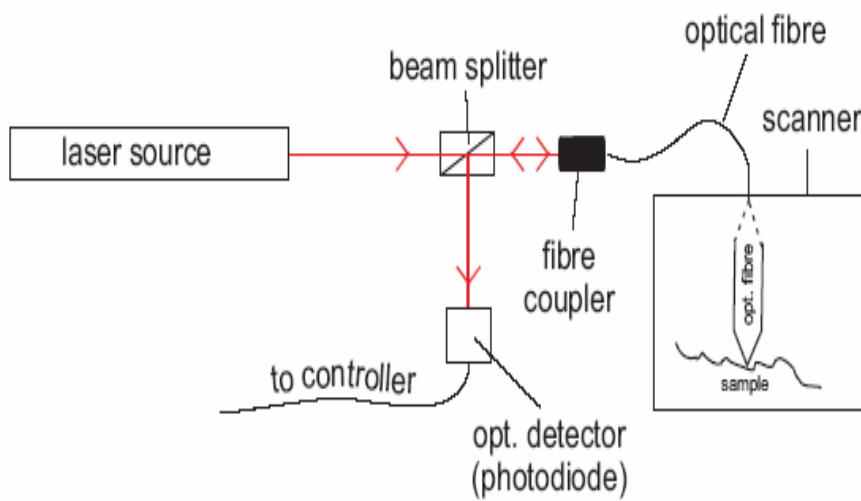 optical fibre
beam splitter
scanner
laser source
fibre
coupler
opt. fibre
sample
to controller
opt. detector
(photodiode)